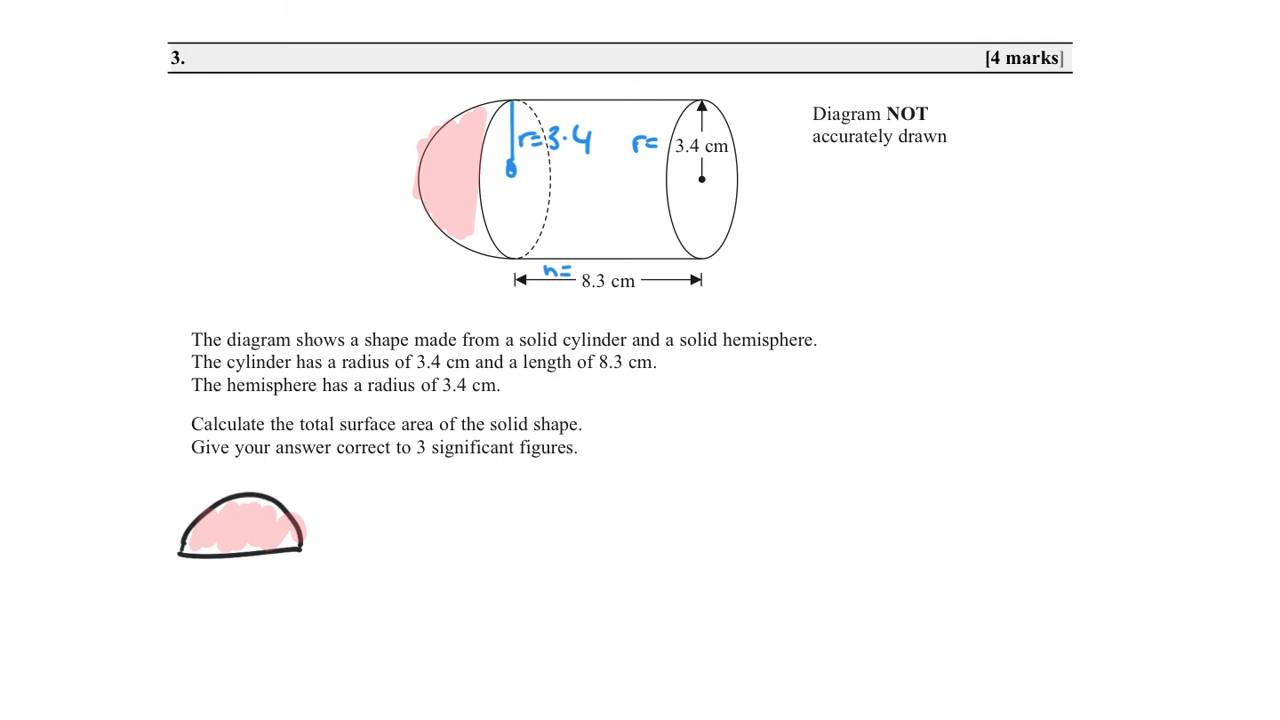 3. [4 marks]
Diagram NOT
accurately drawn
r=3.4 r= 3.4 cm
h= 8.3 cm
The diagram shows a shape made from a solid cylinder and a solid hemisphere.
The cylinder has a radius of 3.4 cm and a length of 8.3 cm.
The hemisphere has a radius of 3.4 cm.
Calculate the total surface area of the solid shape.
Give your answer correct to 3 significant figures.